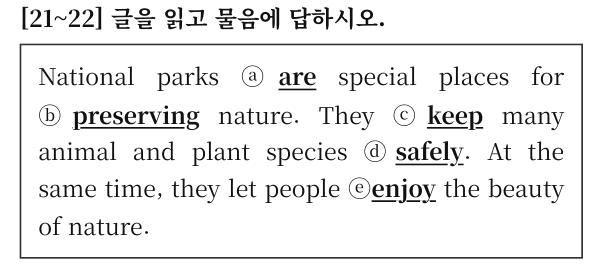 [21~22] 글을 읽고 물음에 답하시오.
National parks ⓐ are special places for
ⓑ preserving nature. They ⓒ keep many
animal and plant species ⓓ safely. At the
same time, they let people ⓔenjoy the beauty
of nature.